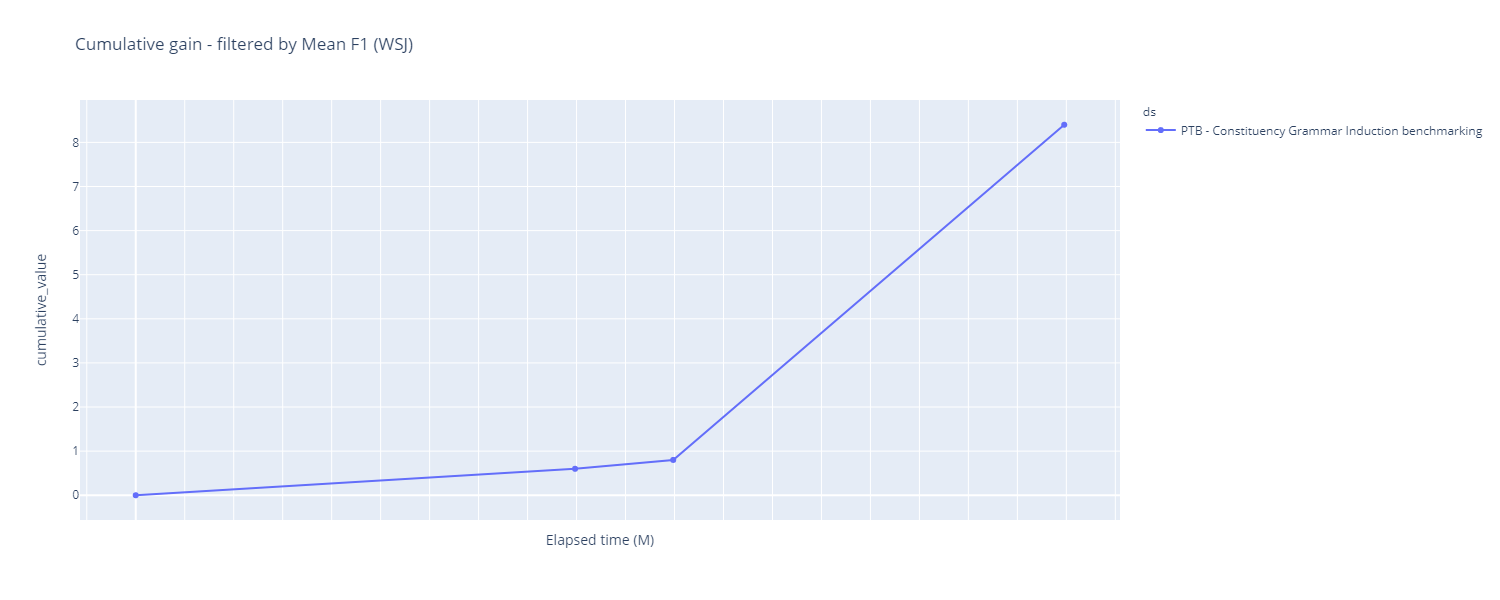 Cumulative gain - filtered by Mean F1 (WSJ)
ds
PTB - Constituency Grammar Induction benchmarking
8
7
6
5
4
3
2
1
0
cumulative_value
Elapsed time (M)